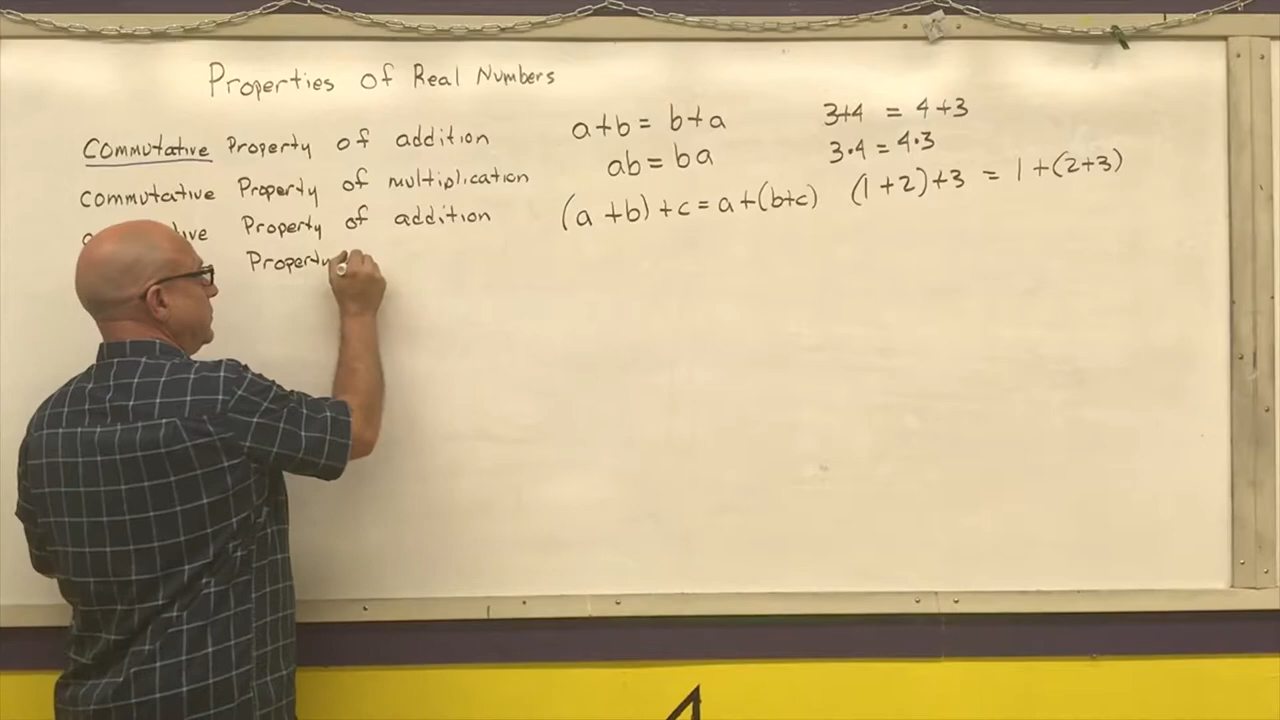 Properties of Real Numbers
Commutative Property of addition a+b = b+a 3+4 = 4+3
Commutative Property of multiplication ab = ba 3·4 = 4·3
Property of addition (a+b)+c = a+(b+c) (1+2)+3 = 1+(2+3)
Property